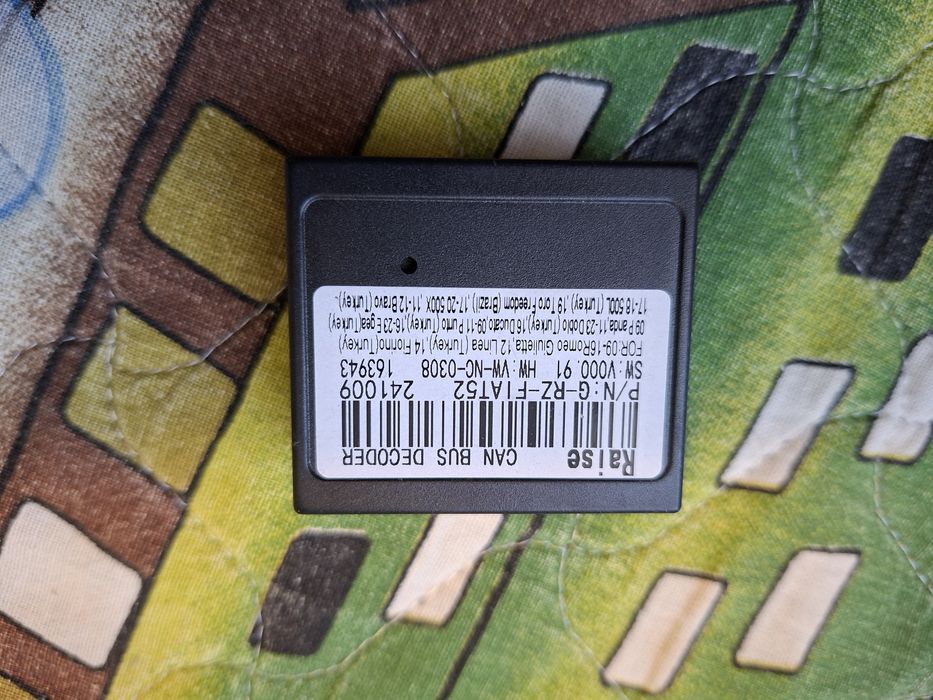 Raise CAN BUS DECODER
P/N:G-RZ-FIAT52 241009
SW:V000.91 HW:VW-NC-0308 163943
FOR:09-16Romeo Giulietta,12 Linea (Turkey),14 Fiorino(Turkey)
09 Panda,11-23 Doblo (Turkey),16 Ducato,09-11 Punto (Turkey),16-23 Egea(Turkey)
17-18 500L (Turkey),19 Toro Freedom (Brazil),17-20 500X,11-12 Bravo (Turkey).